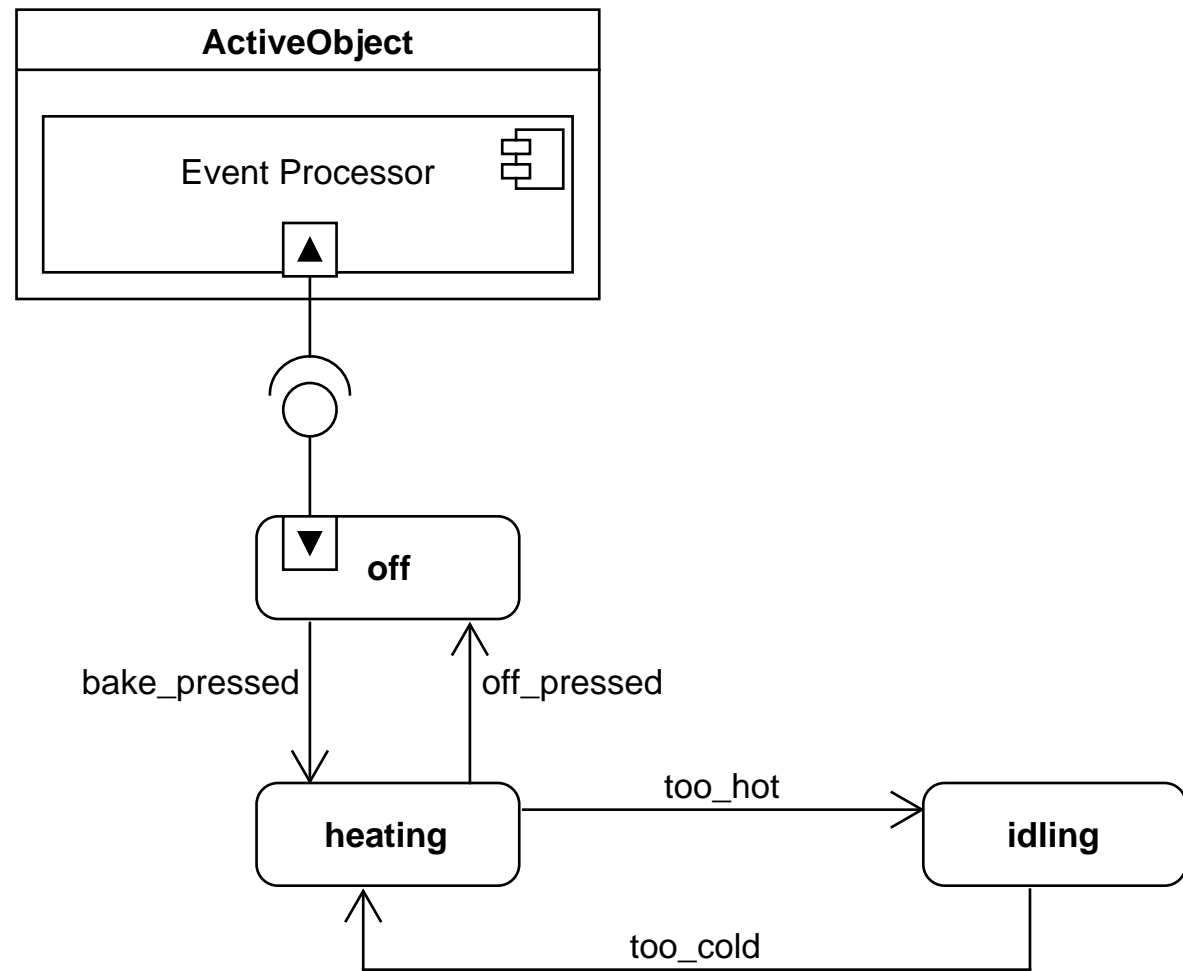 ActiveObject
Event Processor
off
bake_pressed
off_pressed
too_hot
heating
idling
too_cold